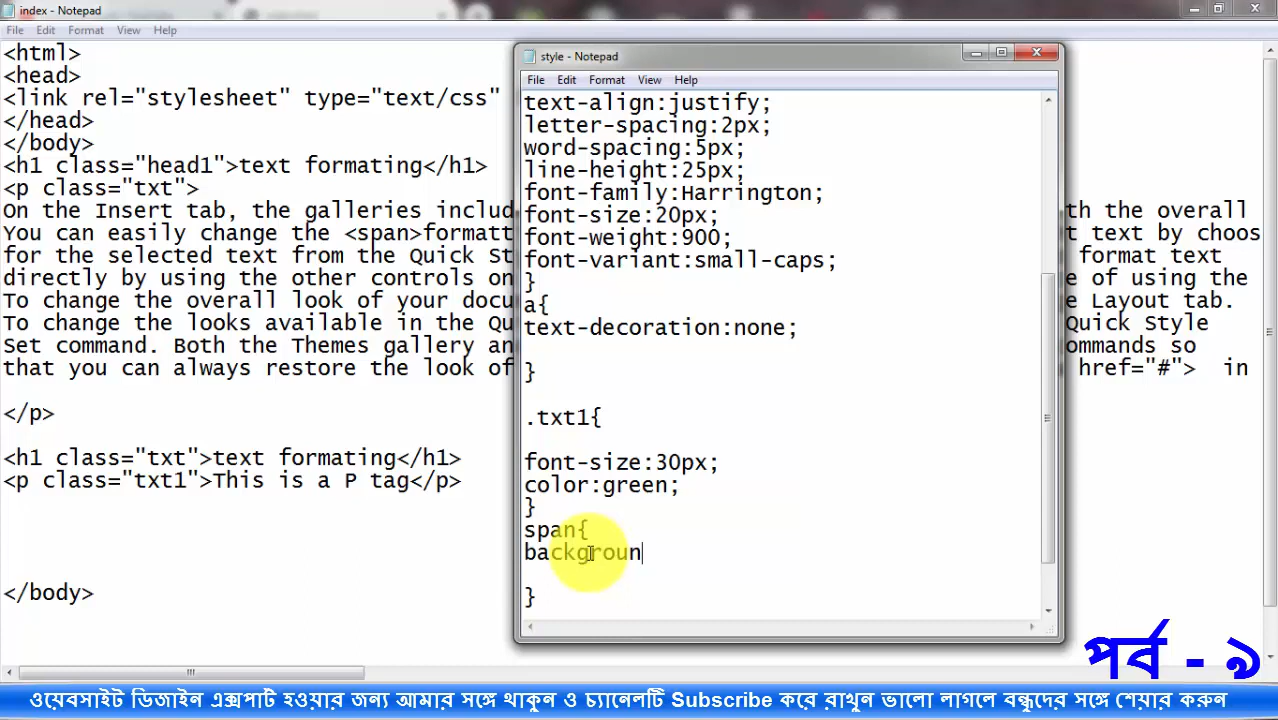 index - Notepad
File Edit Format View Help
<html>
<head>
<link rel="stylesheet" type="text/css"
</head>
</body>
<h1 class="head1">text formating</h1>
<p class="txt">
On the Insert tab, the galleries includ th the overall
You can easily change the <span>formatt t text by choos
for the selected text from the Quick St format text
directly by using the other controls on e of using the
To change the overall look of your docu e Layout tab.
To change the looks available in the Qu Quick Style
Set command. Both the Themes gallery an ommands so
that you can always restore the look of href="#"> in
</p>
<h1 class="txt">text formating</h1>
<p class="txt1">This is a P tag</p>
</body>
style - Notepad
File Edit Format View Help
text-align:justify;
letter-spacing:2px;
word-spacing:5px;
line-height:25px;
font-family:Harrington;
font-size:20px;
font-weight:900;
font-variant:small-caps;
}
a{
text-decoration:none;
}
.txt1{
font-size:30px;
color:green;
}
span{
backgroun
}
পর্ব - ৯
ওয়েবসাইট ডিজাইন এক্সপার্ট হওয়ার জন্য আমার সঙ্গে থাকুন ও চ্যানেলটি Subscribe করে রাখুন ভালো লাগলে বন্ধুদের সঙ্গে শেয়ার করুন